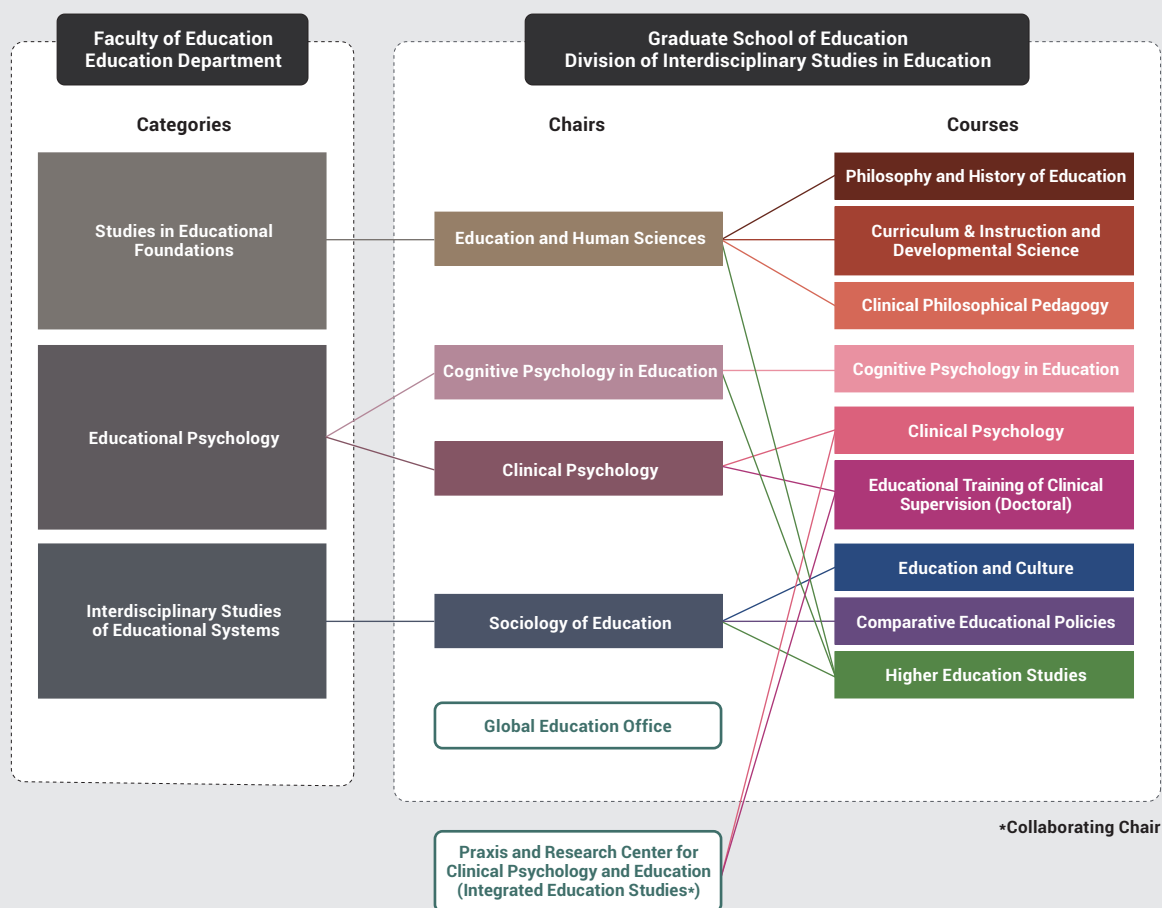 Faculty of Education
Education Department
Graduate School of Education
Division of Interdisciplinary Studies in Education
Categories
Chairs
Courses
Studies in Educational
Foundations
Educational Psychology
Interdisciplinary Studies
of Educational Systems
Education and Human Sciences
Cognitive Psychology in Education
Clinical Psychology
Sociology of Education
Global Education Office
Praxis and Research Center for
Clinical Psychology and Education
(Integrated Education Studies*)
Philosophy and History of Education
Curriculum & Instruction and
Developmental Science
Clinical Philosophical Pedagogy
Cognitive Psychology in Education
Clinical Psychology
Educational Training of Clinical
Supervision (Doctoral)
Education and Culture
Comparative Educational Policies
Higher Education Studies
*Collaborating Chair